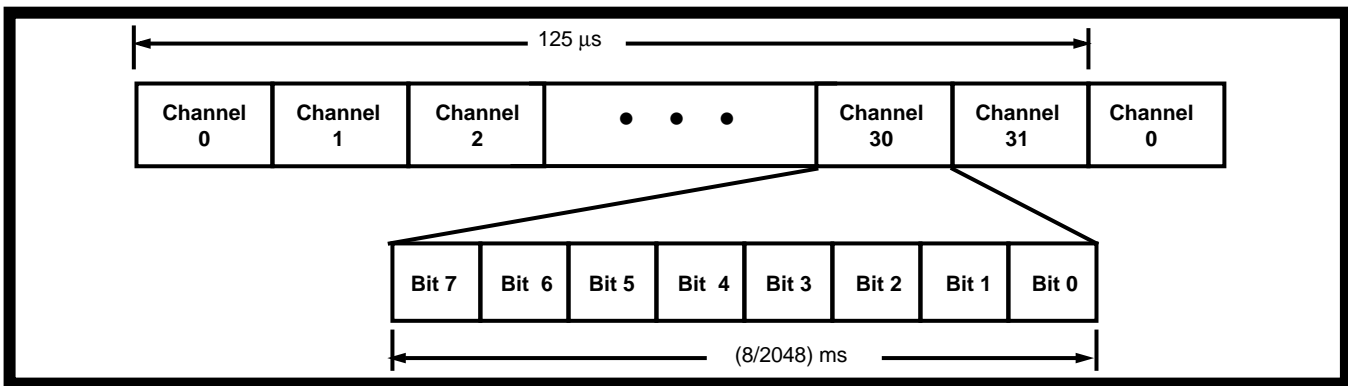 125 μs
Channel 0
Channel 1
Channel 2
• • •
Channel 30
Channel 31
Channel 0
Bit 7
Bit 6
Bit 5
Bit 4
Bit 3
Bit 2
Bit 1
Bit 0
(8/2048) ms